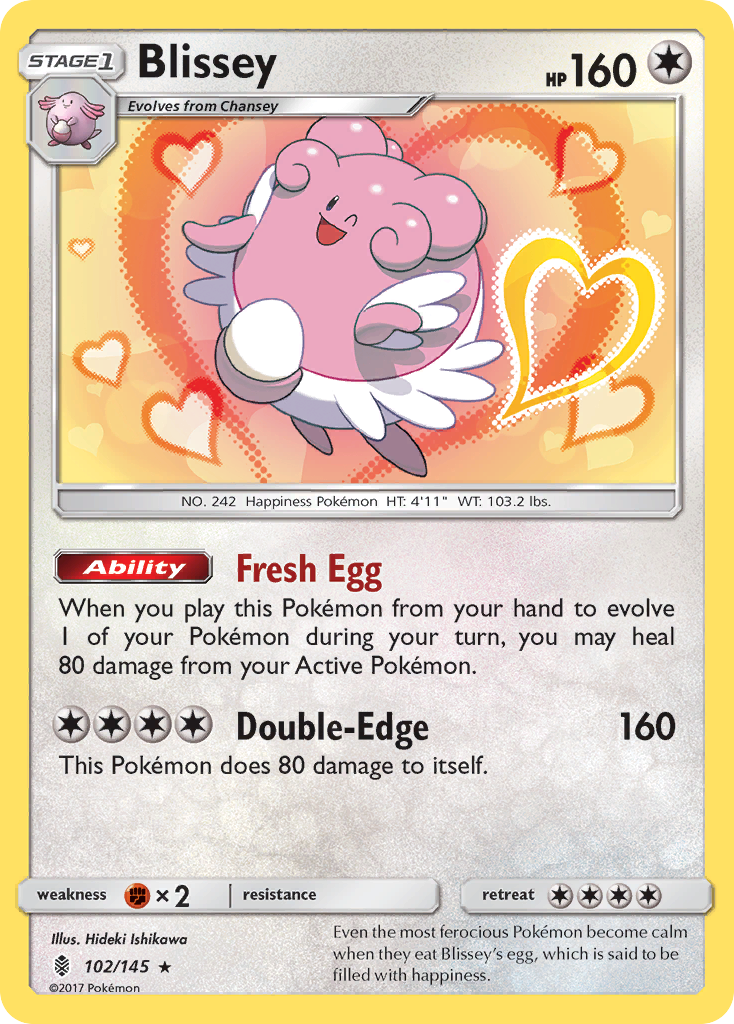 STAGE1
Blissey
HP 160
Evolves from Chansey
NO. 242 Happiness Pokémon HT: 4'11" WT: 103.2 lbs.
Ability Fresh Egg
When you play this Pokémon from your hand to evolve
1 of your Pokémon during your turn, you may heal
80 damage from your Active Pokémon.
Double-Edge 160
This Pokémon does 80 damage to itself.
weakness ×2 resistance retreat
Illus. Hideki Ishikawa
102/145 ★
©2017 Pokémon
Even the most ferocious Pokémon become calm
when they eat Blissey's egg, which is said to be
filled with happiness.